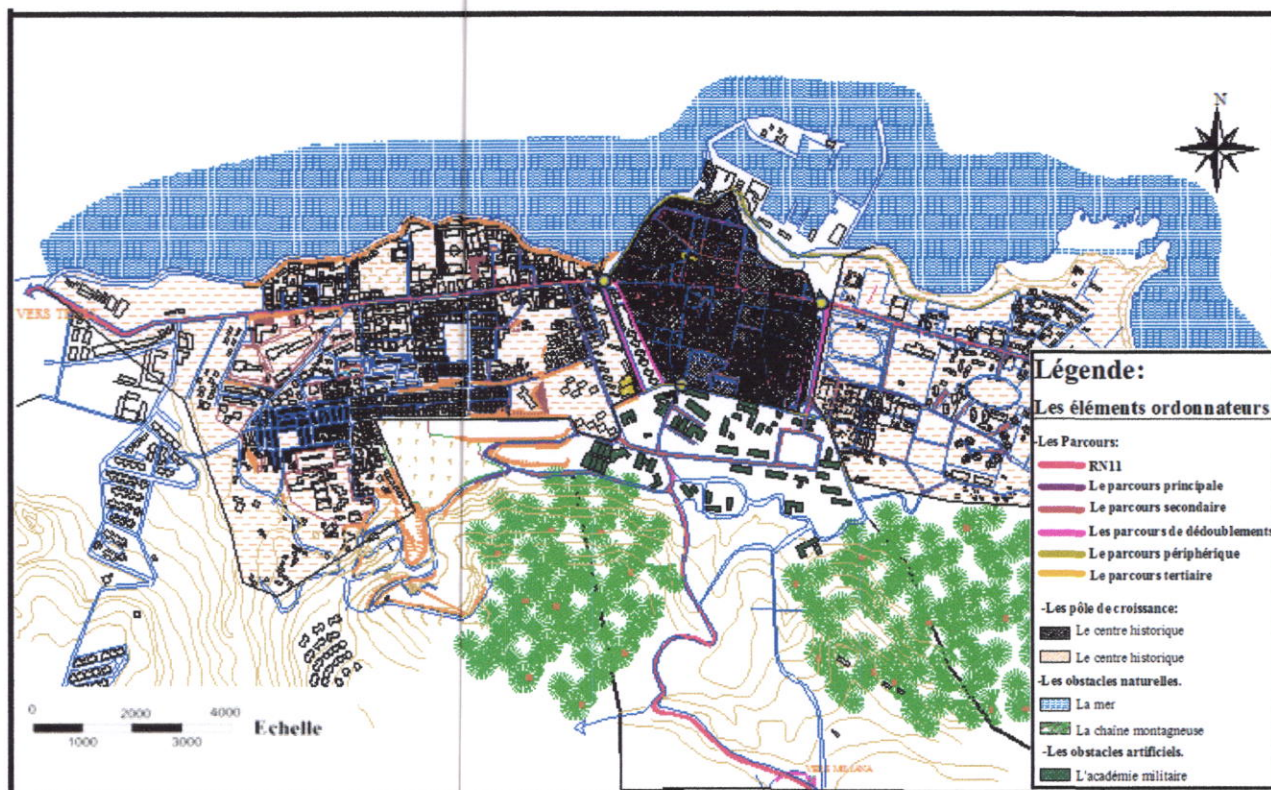 N
VERS
Légende:
Les éléments ordonnateurs
-Les Parcours:
RN11
Le parcours principale
Le parcours secondaire
Les parcours de dédoublements
Le parcours périphérique
Le parcours tertiaire
-Les pôle de croissance:
Le centre historique
Le centre historique
-Les obstacles naturelles.
La mer
La chaîne montagneuse
-Les obstacles artificiels.
L'académie militaire
0 2000 4000
1000 3000
Echelle
VERS MILIANA